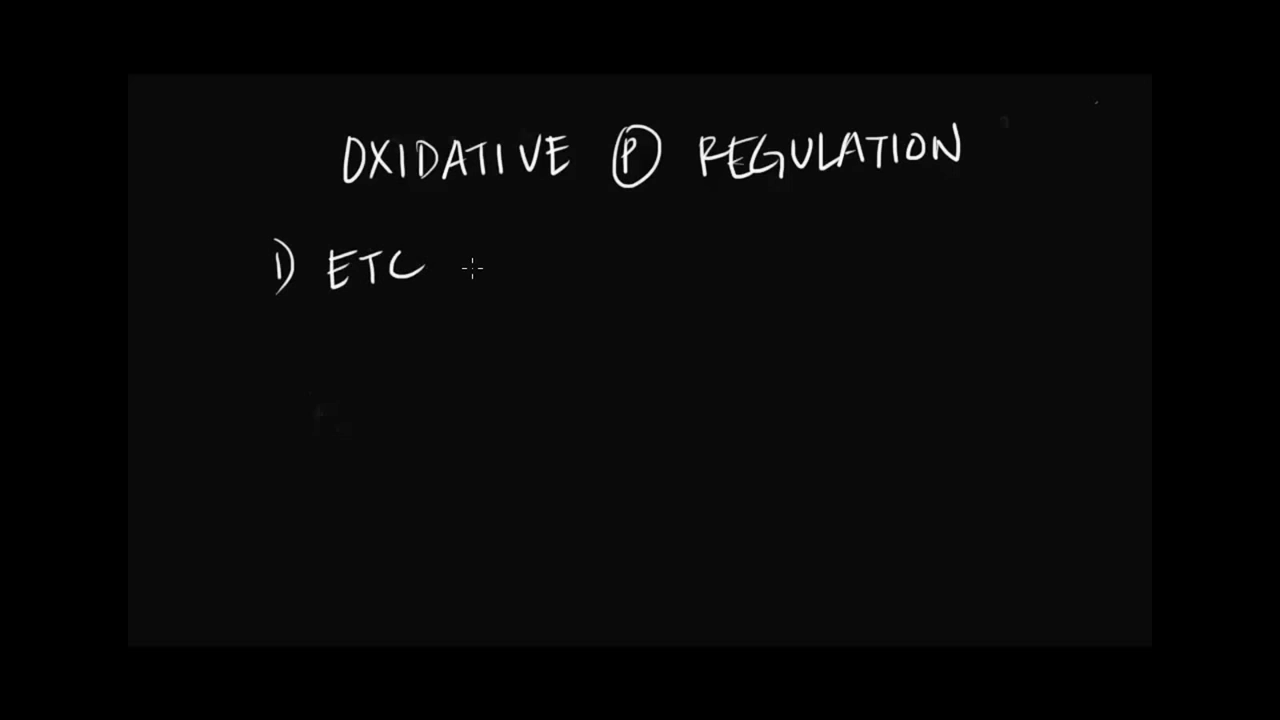 OXIDATIVE Ⓟ REGULATION
1) ETC